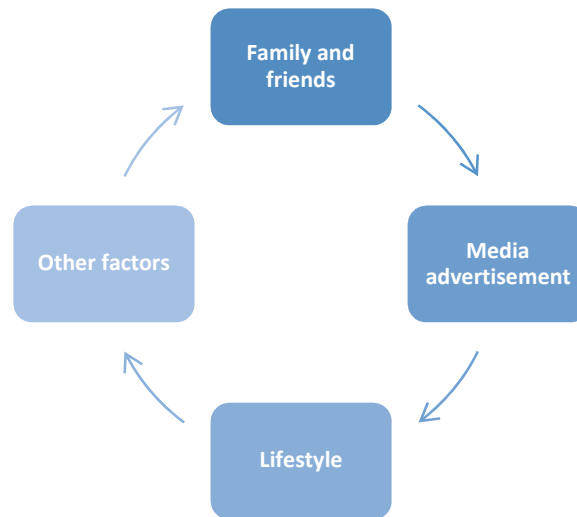 Family and
friends
Media
advertisement
Lifestyle
Other factors